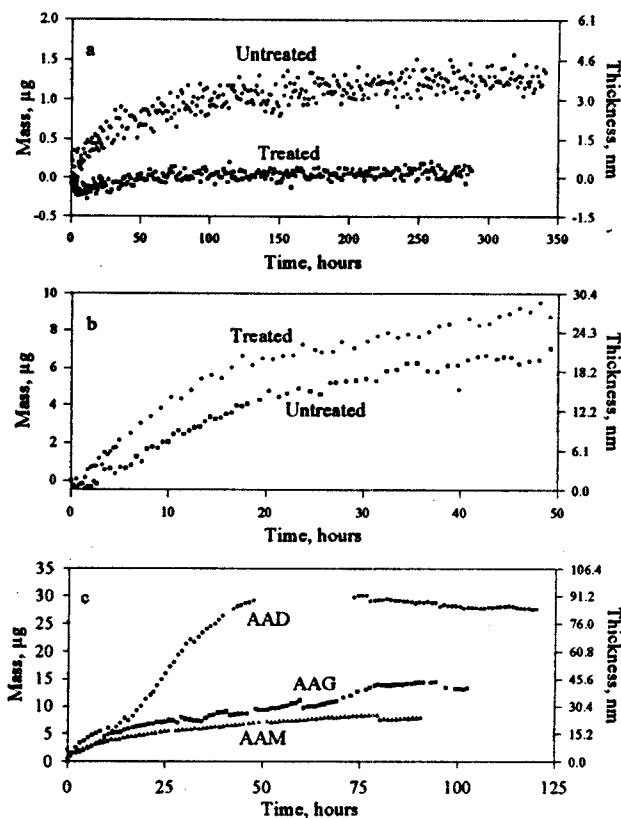 a
Untreated
Treated
Mass, µg
2.0
1.5
1.0
0.5
0.0
-0.5
Thickness, nm
6.1
4.6
3.0
1.5
0.0
-1.5
0 50 100 150 200 250 300 350
Time, hours
b
Treated
Untreated
Mass, µg
10
8
6
4
2
0
Thickness, nm
30.4
24.3
18.2
12.2
6.1
0.0
0 10 20 30 40 50
Time, hours
c
AAD
AAG
AAM
Mass, µg
35
30
25
20
15
10
5
0
Thickness, nm
106.4
91.2
76.0
60.8
45.6
30.4
15.2
0.0
0 25 50 75 100 125
Time, hours